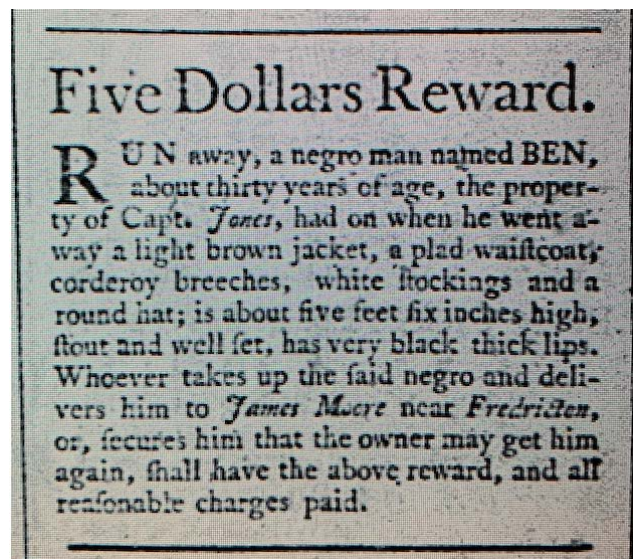 Five Dollars Reward.
RUN away, a negro man named BEN,
about thirty years of age, the proper-
ty of Capt. Jones, had on when he went a-
way a light brown jacket, a plad waiſtcoat,
corderoy breeches, white ſtockings and a
round hat; is about five feet ſix inches high,
ſtout and well ſet, has very black thick lips.
Whoever takes up the ſaid negro and deli-
vers him to James Moere near Fredricton,
or, ſecures him that the owner may get him
again, ſhall have the above reward, and all
reaſonable charges paid.